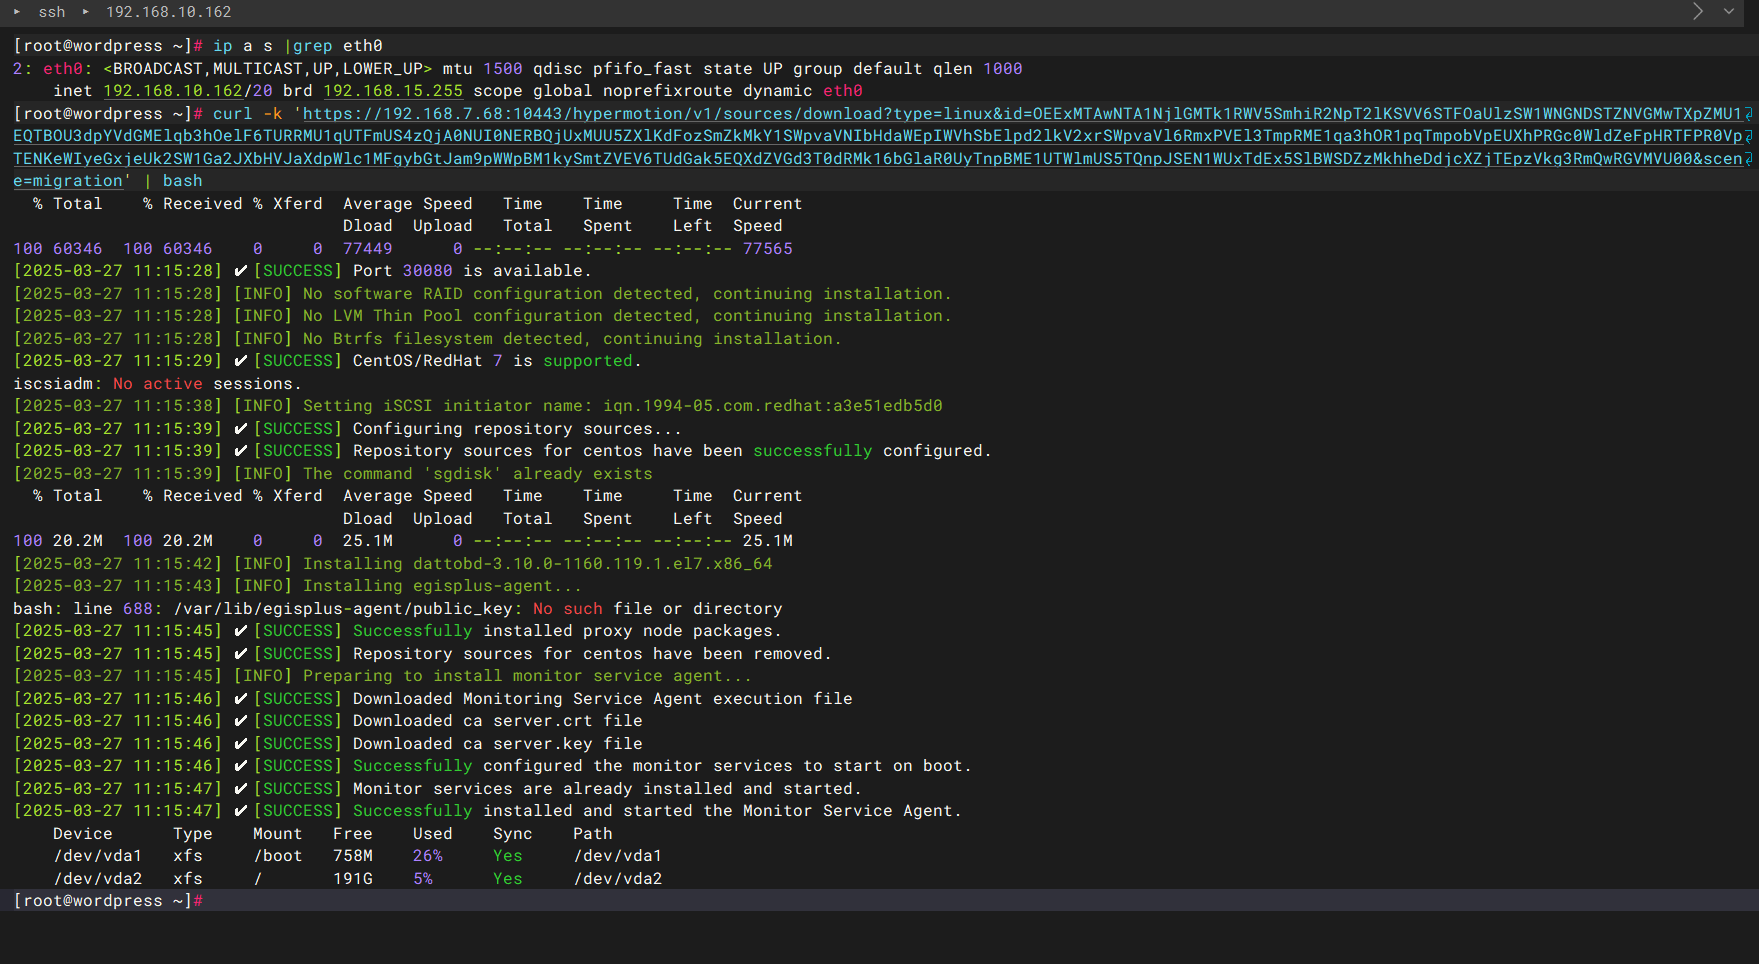 ▸ ssh ▸ 192.168.10.162
[root@wordpress ~]# ip a s |grep eth0
2: eth0: <BROADCAST,MULTICAST,UP,LOWER_UP> mtu 1500 qdisc pfifo_fast state UP group default qlen 1000
    inet 192.168.10.162/20 brd 192.168.15.255 scope global noprefixroute dynamic eth0
[root@wordpress ~]# curl -k 'https://192.168.7.68:10443/hypermotion/v1/sources/download?type=linux&id=
&scen
e=migration' | bash
  % Total    % Received % Xferd  Average Speed   Time    Time     Time  Current
                                 Dload  Upload   Total   Spent    Left  Speed
100 60346  100 60346    0     0  77449      0 --:--:-- --:--:-- --:--:-- 77565
[2025-03-27 11:15:28] ✔ [SUCCESS] Port 30080 is available.
[2025-03-27 11:15:28] [INFO] No software RAID configuration detected, continuing installation.
[2025-03-27 11:15:28] [INFO] No LVM Thin Pool configuration detected, continuing installation.
[2025-03-27 11:15:28] [INFO] No Btrfs filesystem detected, continuing installation.
[2025-03-27 11:15:29] ✔ [SUCCESS] CentOS/RedHat 7 is supported.
iscsiadm: No active sessions.
[2025-03-27 11:15:38] [INFO] Setting iSCSI initiator name: iqn.1994-05.com.redhat:a3e51edb5d0
[2025-03-27 11:15:39] ✔ [SUCCESS] Configuring repository sources...
[2025-03-27 11:15:39] ✔ [SUCCESS] Repository sources for centos have been successfully configured.
[2025-03-27 11:15:39] [INFO] The command 'sgdisk' already exists
  % Total    % Received % Xferd  Average Speed   Time    Time     Time  Current
                                 Dload  Upload   Total   Spent    Left  Speed
100 20.2M  100 20.2M    0     0  25.1M      0 --:--:-- --:--:-- --:--:-- 25.1M
[2025-03-27 11:15:42] [INFO] Installing dattobd-3.10.0-1160.119.1.el7.x86_64
[2025-03-27 11:15:43] [INFO] Installing egisplus-agent...
bash: line 688: /var/lib/egisplus-agent/public_key: No such file or directory
[2025-03-27 11:15:45] ✔ [SUCCESS] Successfully installed proxy node packages.
[2025-03-27 11:15:45] ✔ [SUCCESS] Repository sources for centos have been removed.
[2025-03-27 11:15:45] [INFO] Preparing to install monitor service agent...
[2025-03-27 11:15:46] ✔ [SUCCESS] Downloaded Monitoring Service Agent execution file
[2025-03-27 11:15:46] ✔ [SUCCESS] Downloaded ca server.crt file
[2025-03-27 11:15:46] ✔ [SUCCESS] Downloaded ca server.key file
[2025-03-27 11:15:46] ✔ [SUCCESS] Successfully configured the monitor services to start on boot.
[2025-03-27 11:15:47] ✔ [SUCCESS] Monitor services are already installed and started.
[2025-03-27 11:15:47] ✔ [SUCCESS] Successfully installed and started the Monitor Service Agent.
    Device      Type    Mount   Free    Used    Sync    Path
    /dev/vda1   xfs     /boot   758M    26%     Yes     /dev/vda1
    /dev/vda2   xfs     /       191G    5%      Yes     /dev/vda2
[root@wordpress ~]#